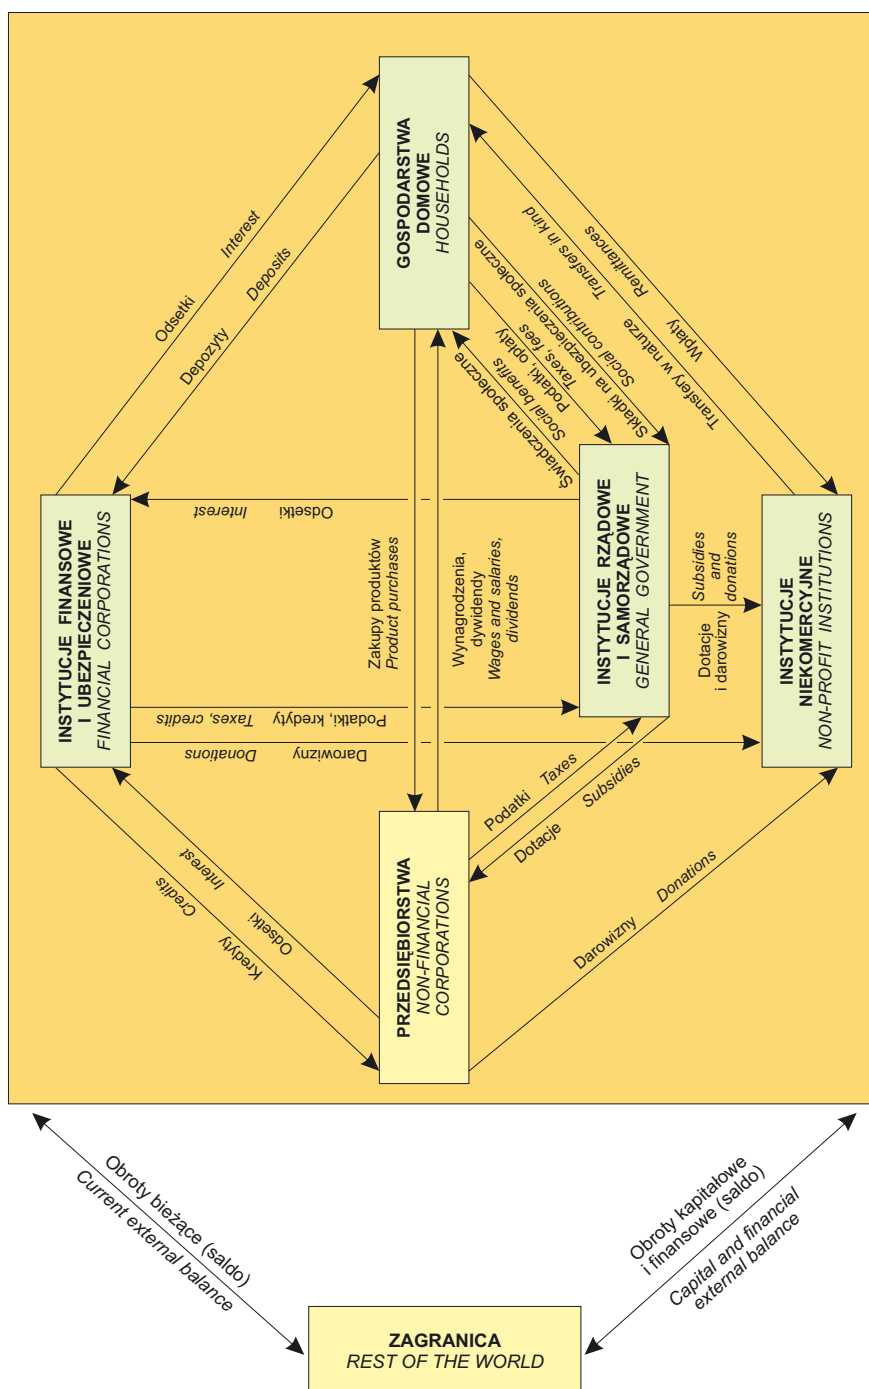 GOSPODARSTWA
DOMOWE
HOUSEHOLDS
Odsetki Interest
Depozyty Deposits
Wpłaty Remittances
Transfery w naturze Transfers in kind
Składki na ubezpieczenia społeczne
Social contributions
Taxes, fees
Podatki, opłaty
Social benefits
Świadczenia społeczne
INSTYTUCJE FINANSOWE
I UBEZPIECZENIOWE
FINANCIAL CORPORATIONS
Odsetki Interest
Zakupy produktów
Product purchases
Wynagrodzenia,
dywidendy
Wages and salaries,
dividends
INSTYTUCJE RZĄDOWE
I SAMORZĄDOWE
GENERAL GOVERNMENT
Subsidies
and
donations
Dotacje
i darowizny
INSTYTUCJE
NIEKOMERCYJNE
NON-PROFIT INSTITUTIONS
Podatki, kredyty Taxes, credits
Darowizny Donations
Podatki Taxes
Dotacje Subsidies
Odsetki Interest
Kredyty Credits
PRZEDSIĘBIORSTWA
NON-FINANCIAL
CORPORATIONS
Darowizny Donations
Obroty bieżące (saldo)
Current external balance
Obroty kapitałowe
i finansowe (saldo)
Capital and financial
external balance
ZAGRANICA
REST OF THE WORLD